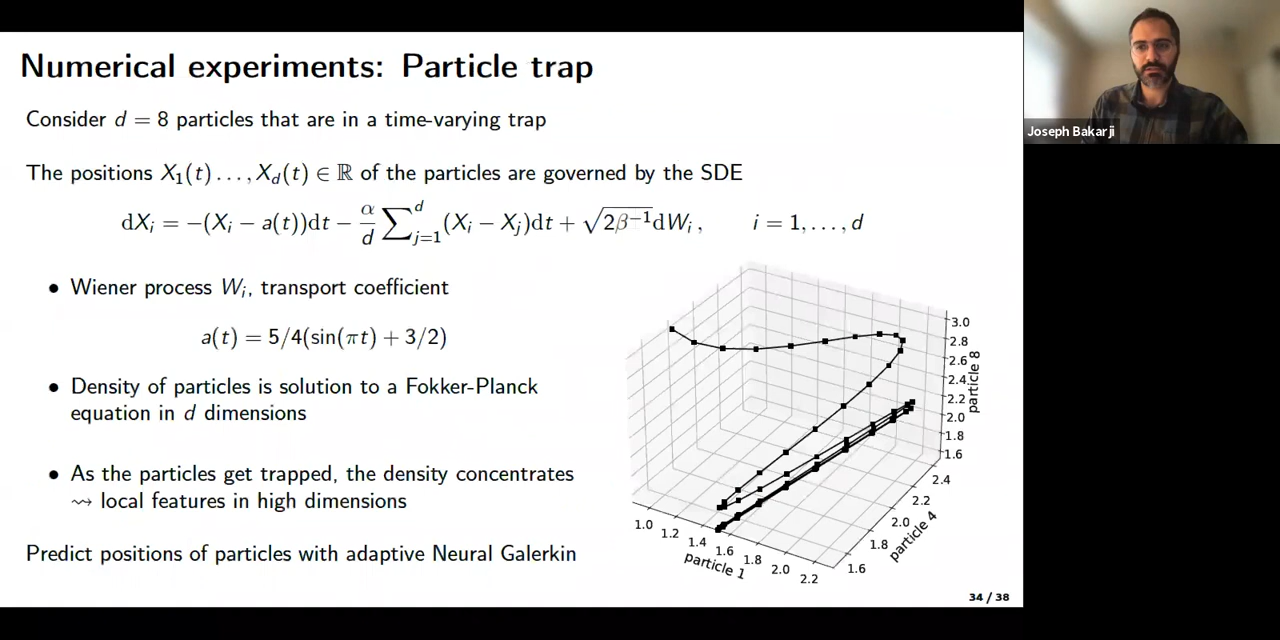 Numerical experiments: Particle trap
Consider d = 8 particles that are in a time-varying trap
The positions X₁(t) . . . , X_d(t) ∈ ℝ of the particles are governed by the SDE
dXᵢ = −(Xᵢ − a(t))dt − α/d ∑_{j=1}^{d} (Xᵢ − Xⱼ)dt + √(2β⁻¹)dWᵢ , i = 1, . . . , d
• Wiener process Wᵢ, transport coefficient
a(t) = 5/4(sin(πt) + 3/2)
• Density of particles is solution to a Fokker-Planck
equation in d dimensions
• As the particles get trapped, the density concentrates
⇝ local features in high dimensions
Predict positions of particles with adaptive Neural Galerkin
3.0
2.8
2.6
2.4
2.2
2.0
1.8
1.6
particle 8
2.4
2.2
2.0
1.8
1.6
particle 4
1.0
1.2
1.4
1.6
1.8
2.0
2.2
particle 1
34 / 38
Joseph Bakarji